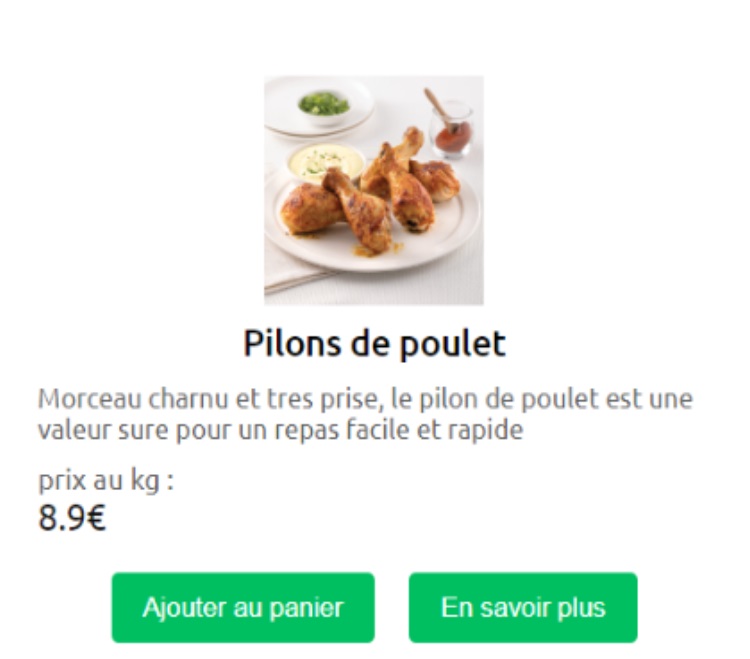 Pilons de poulet
Morceau charnu et tres prise, le pilon de poulet est une
valeur sure pour un repas facile et rapide
prix au kg :
8.9€
Ajouter au panier
En savoir plus